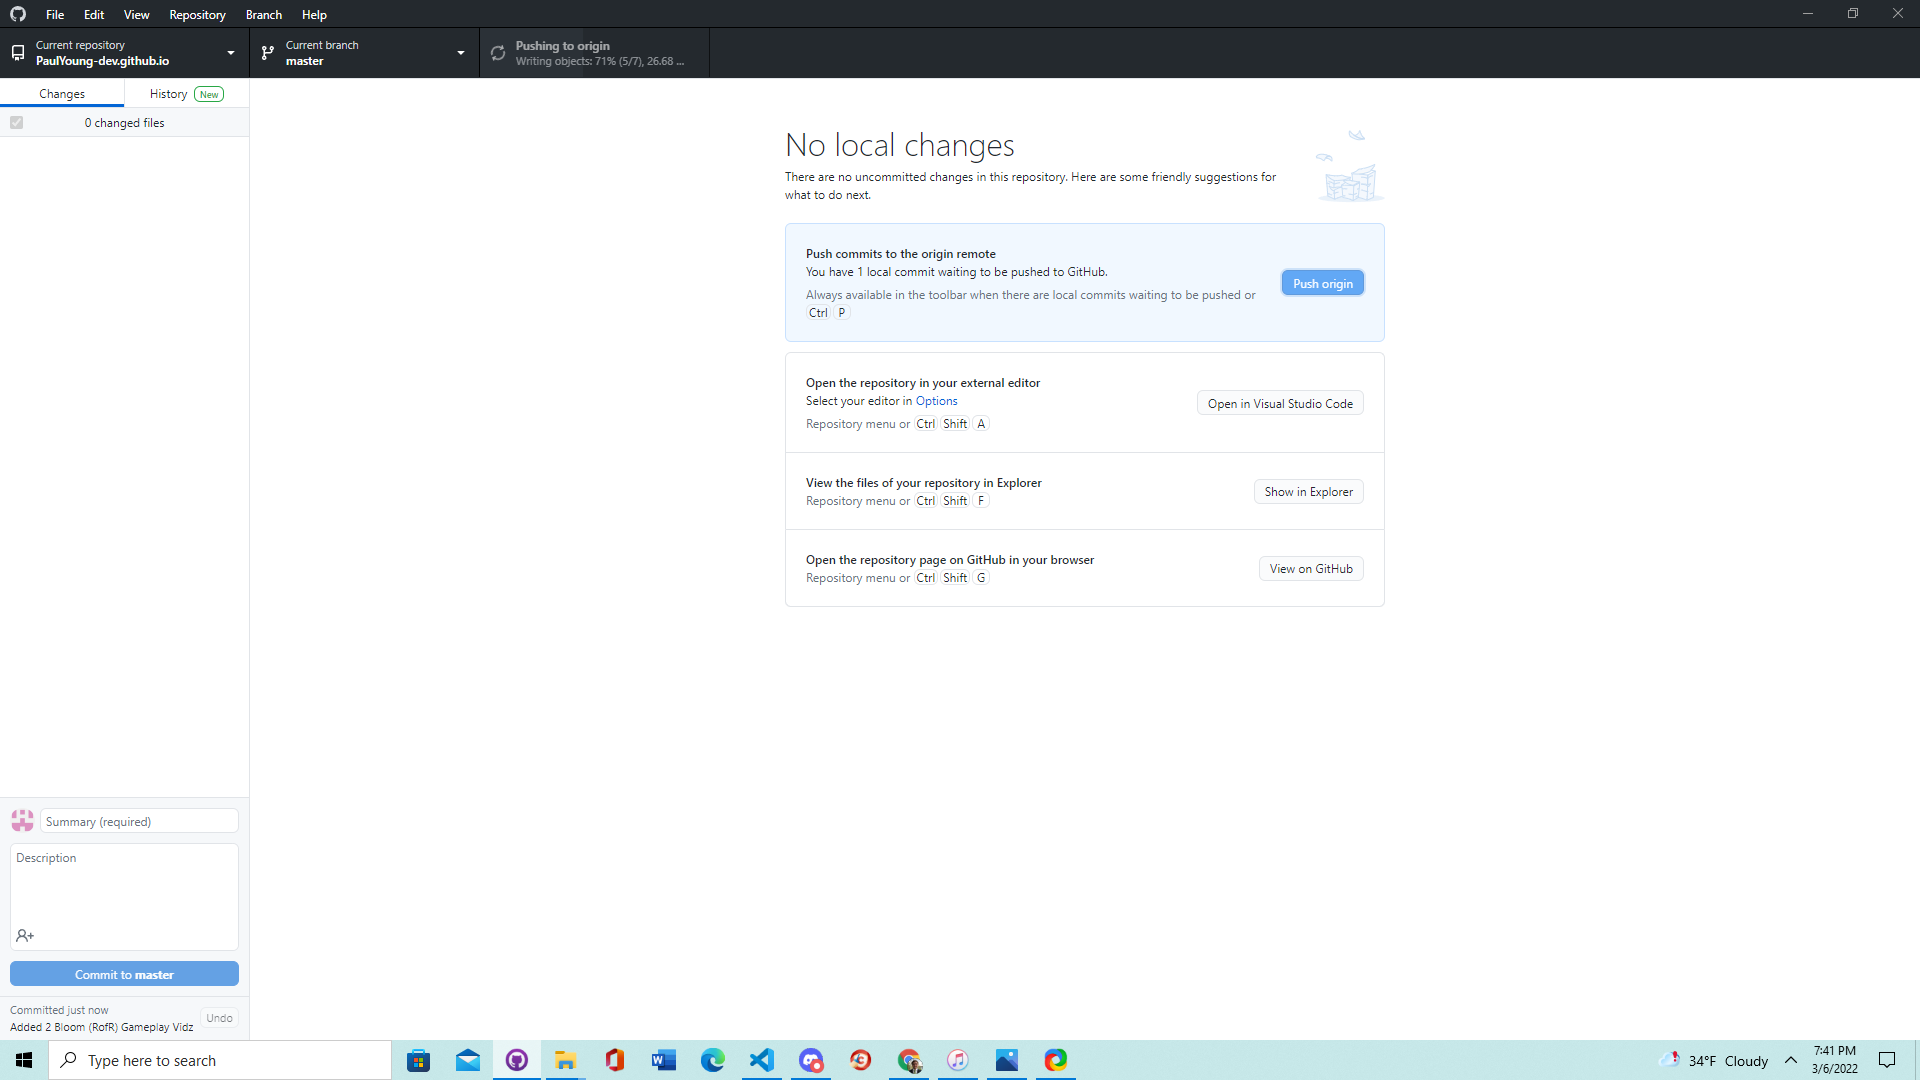 File Edit View Repository Branch Help
Current repository
PaulYoung-dev.github.io
Current branch
master
Pushing to origin
Writing objects: 71% (5/7), 26.68 ...
Changes
History New
0 changed files
No local changes
There are no uncommitted changes in this repository. Here are some friendly suggestions for
what to do next.
Push commits to the origin remote
You have 1 local commit waiting to be pushed to GitHub.
Always available in the toolbar when there are local commits waiting to be pushed or
Ctrl P
Push origin
Open the repository in your external editor
Select your editor in Options
Repository menu or Ctrl Shift A
Open in Visual Studio Code
View the files of your repository in Explorer
Repository menu or Ctrl Shift F
Show in Explorer
Open the repository page on GitHub in your browser
Repository menu or Ctrl Shift G
View on GitHub
Summary (required)
Description
Commit to master
Committed just now
Added 2 Bloom (RofR) Gameplay Vidz
Undo
Type here to search
34°F Cloudy
7:41 PM
3/6/2022